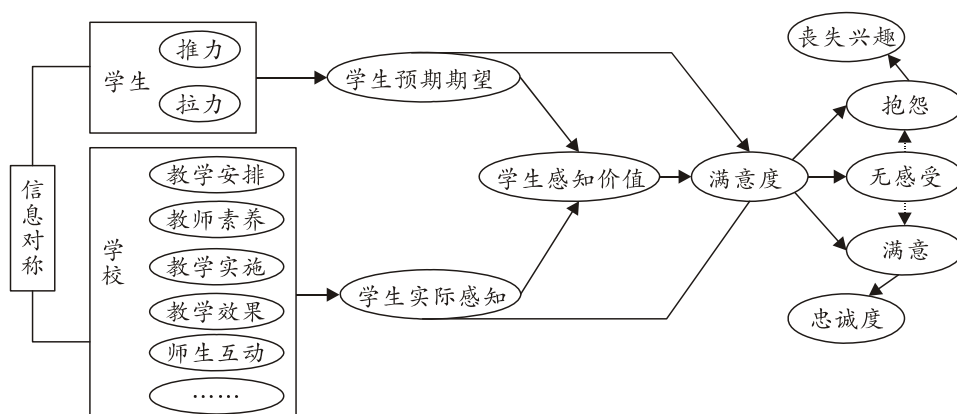 信息对称
学生
推力
拉力
学校
教学安排
教师素养
教学实施
教学效果
师生互动
……
学生预期期望
学生实际感知
学生感知价值
满意度
丧失兴趣
抱怨
无感受
满意
忠诚度